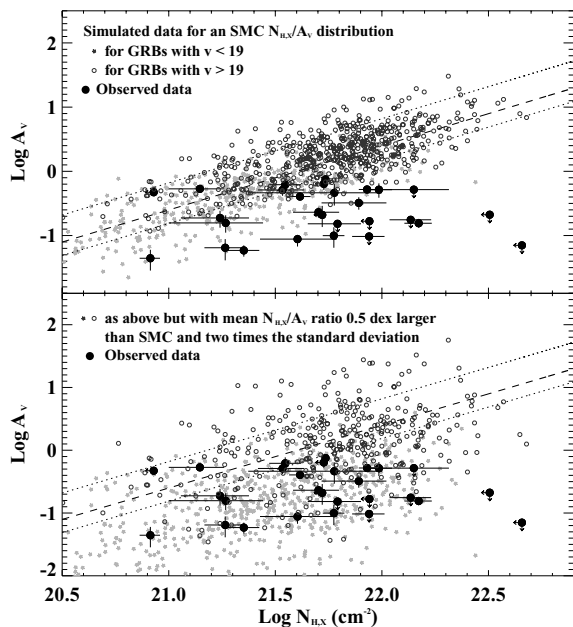 Simulated data for an SMC N_H,X/A_V distribution
for GRBs with v < 19
for GRBs with v > 19
Observed data
Log A_V
2
1
0
-1
as above but with mean N_H,X/A_V ratio 0.5 dex larger
than SMC and two times the standard deviation
Observed data
Log A_V
2
1
0
-1
-2
20.5 21.0 21.5 22.0 22.5
Log N_H,X (cm⁻²)